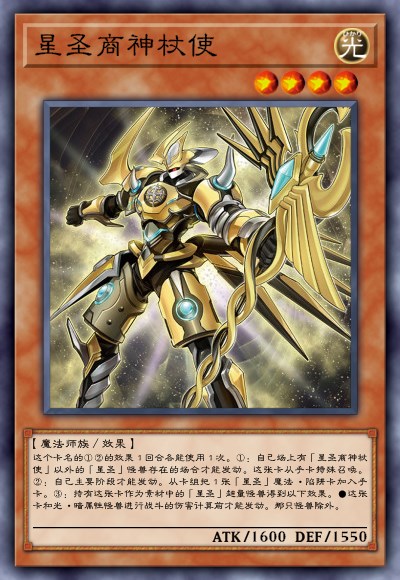 星圣商神杖使
光
【魔法师族／效果】
这个卡名的①②的效果1回合各能使用1次。①：自己场上有「星圣商神杖
使」以外的「星圣」怪兽存在的场合才能发动。这张卡从手卡特殊召唤。
②：自己主要阶段才能发动。从卡组把1张「星圣」魔法·陷阱卡加入手
卡。③：持有这张卡作为素材中的「星圣」超量怪兽得到以下效果。●这张
卡和光·暗属性怪兽进行战斗的伤害计算前才能发动。那只怪兽除外。
ATK/1600 DEF/1550